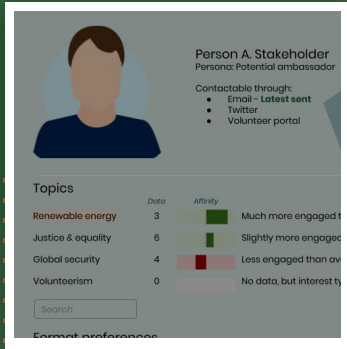 Person A. Stakeholder
Persona: Potential ambassador
Contactable through:
Email - Latest sent
Twitter
Volunteer portal
Topics
Data Affinity
Renewable energy 3 Much more engaged t
Justice & equality 6 Slightly more engaged
Global security 4 Less engaged than av
Volunteerism 0 No data, but interest ty
Search
Format preferences